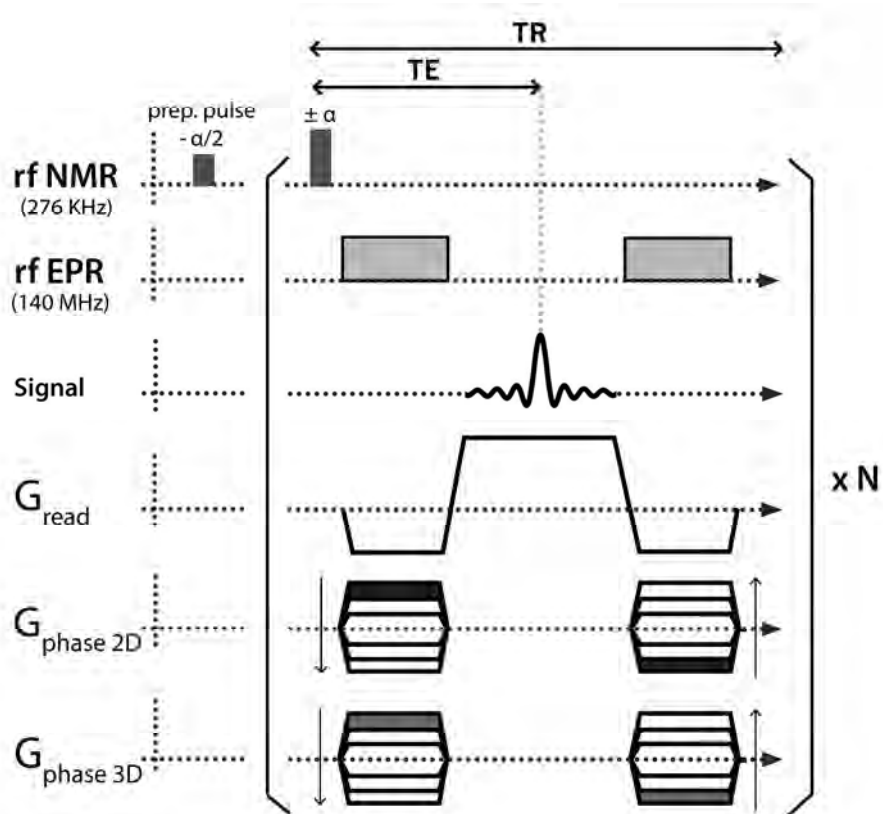 TR
TE
prep. pulse
- α/2
± α
rf NMR
(276 KHz)
rf EPR
(140 MHz)
Signal
G read
x N
G phase 2D
G phase 3D